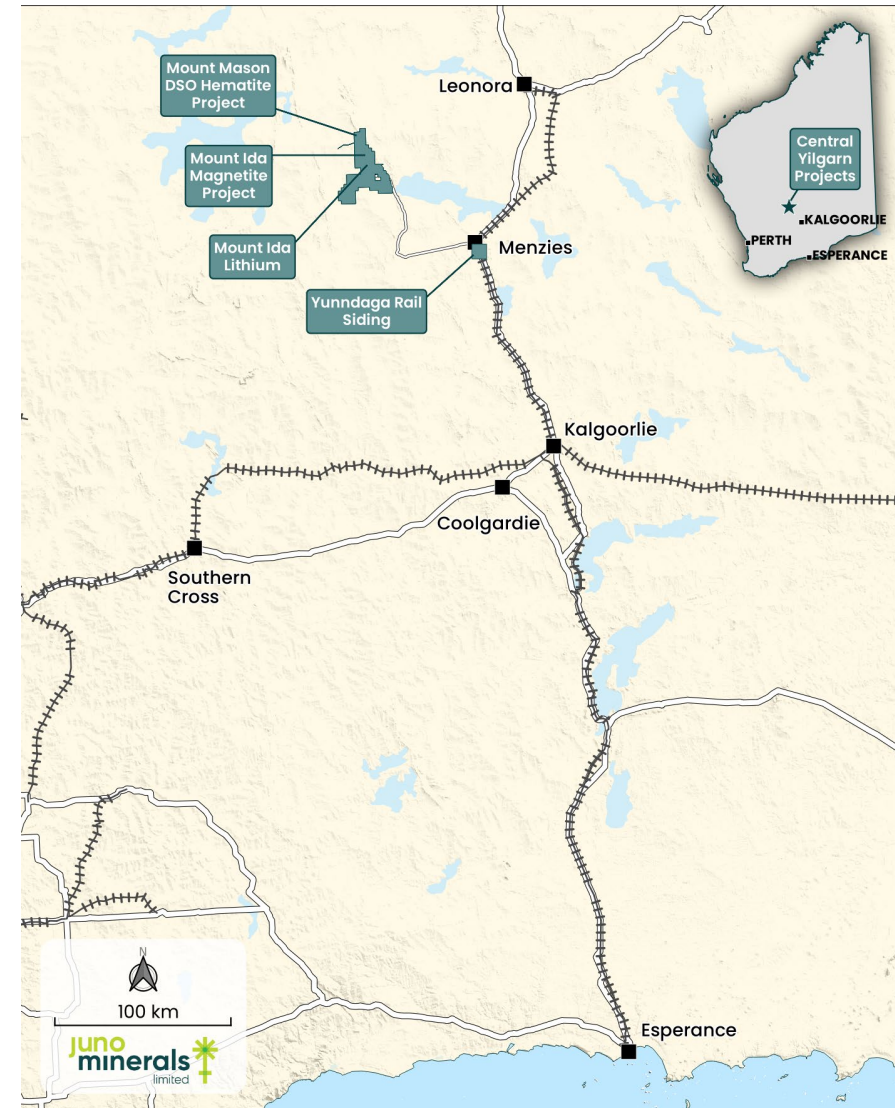 Mount Mason
DSO Hematite
Project
Leonora
Mount Ida
Magnetite
Project
Mount Ida
Lithium
Menzies
Yunndaga Rail
Siding
Central
Yilgarn
Projects
KALGOORLIE
PERTH
ESPERANCE
Kalgoorlie
Coolgardie
Southern
Cross
Esperance
N
100 km
juno
minerals
limited